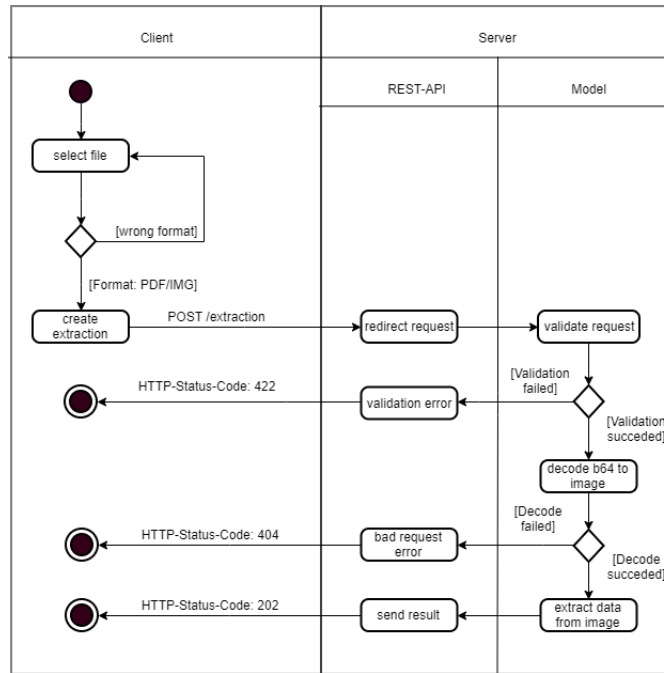 Client
Server
REST-API
Model
select file
[wrong format]
[Format: PDF/IMG]
create
extraction
POST /extraction
redirect request
validate request
[Validation
failed]
HTTP-Status-Code: 422
validation error
[Validation
succeded]
decode b64 to
image
[Decode
failed]
HTTP-Status-Code: 404
bad request
error
[Decode
succeded]
HTTP-Status-Code: 202
send result
extract data
from image